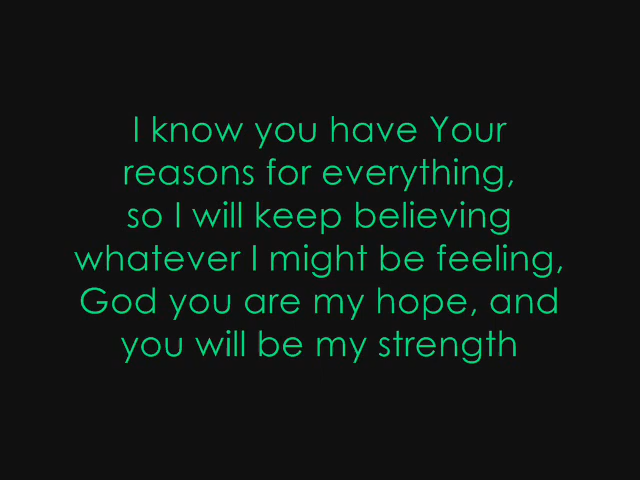 I know you have Your
reasons for everything,
so I will keep believing
whatever I might be feeling,
God you are my hope, and
you will be my strength